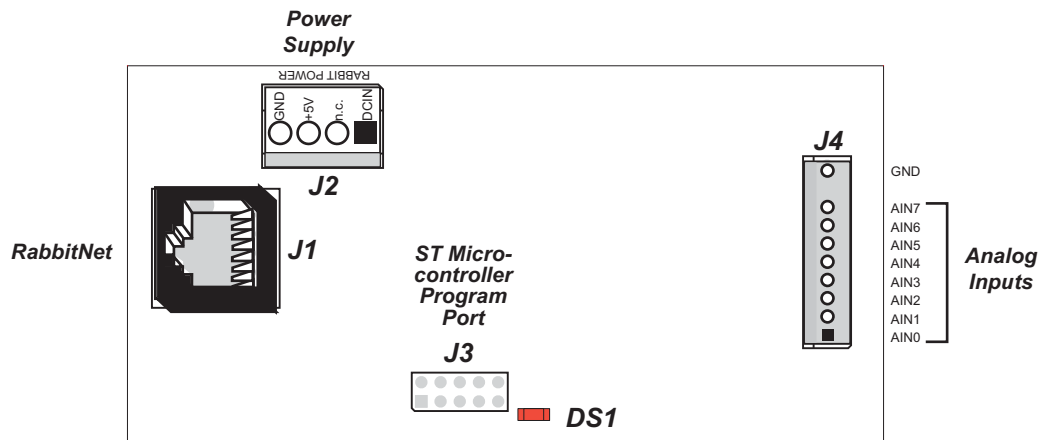 Power
Supply
RABBIT POWER
GND
+5V
n.c.
DCIN
J2
J4
GND
AIN7
AIN6
AIN5
AIN4
AIN3
AIN2
AIN1
AIN0
Analog
Inputs
RabbitNet
J1
ST Micro-
controller
Program
Port
J3
DS1